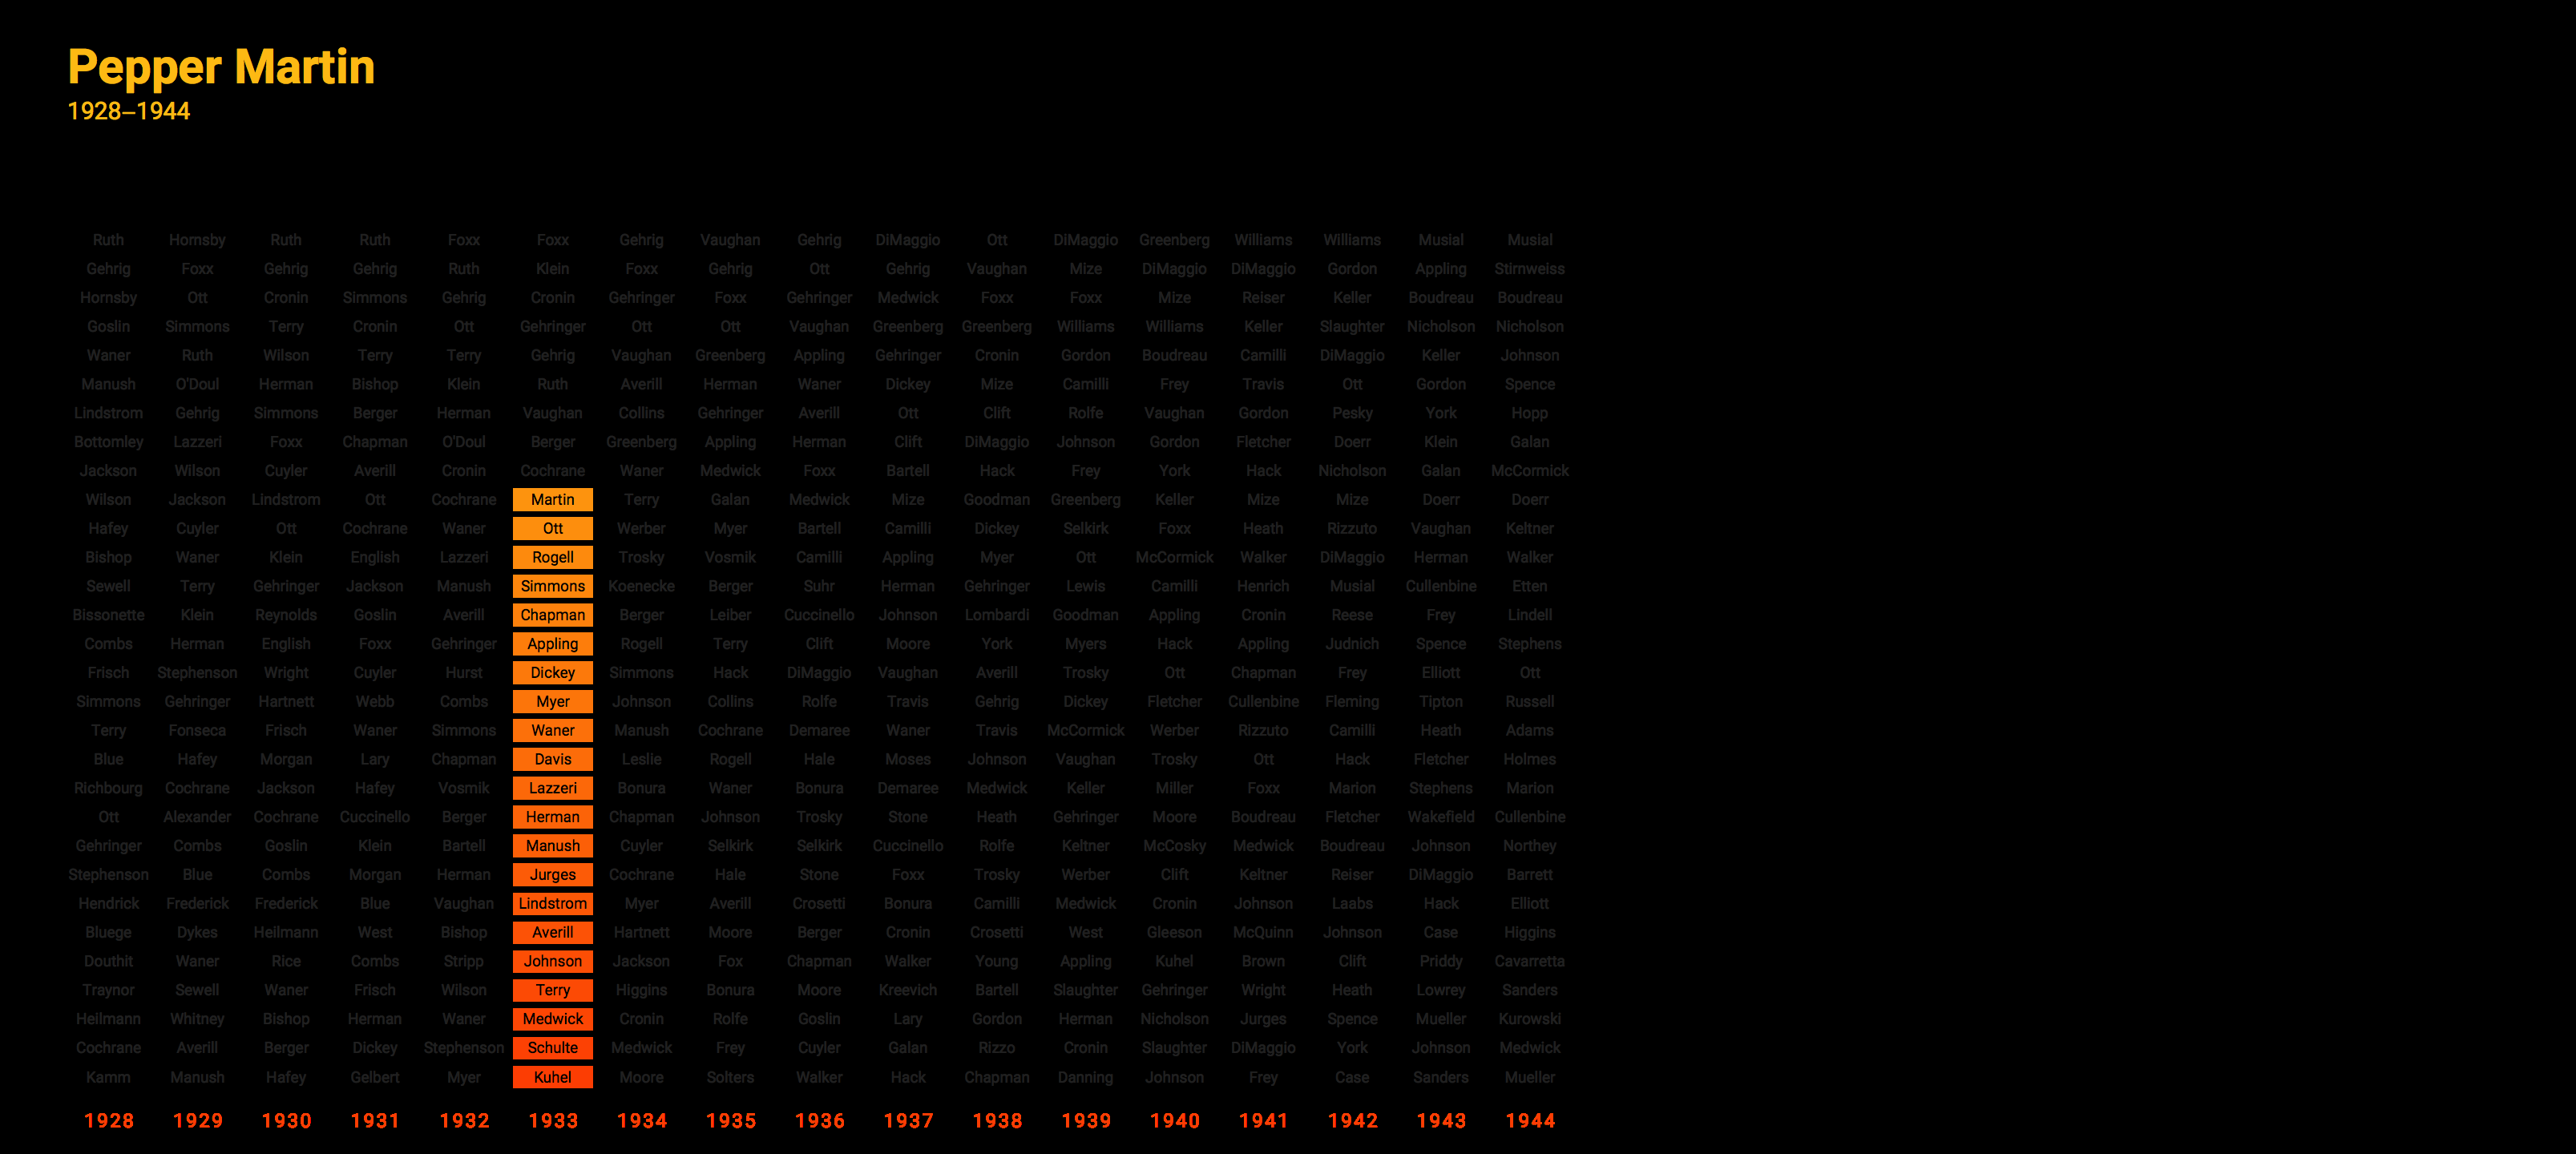 Pepper Martin
1928–1944
Ruth Hornsby Ruth Ruth Foxx Foxx Gehrig Vaughan Gehrig DiMaggio Ott DiMaggio Greenberg Williams Williams Musial Musial
Gehrig Foxx Gehrig Gehrig Ruth Klein Foxx Gehrig Ott Gehrig Vaughan Mize DiMaggio DiMaggio Gordon Appling Stirnweiss
Hornsby Ott Cronin Simmons Gehrig Cronin Gehringer Foxx Gehringer Medwick Foxx Foxx Mize Reiser Keller Boudreau Boudreau
Goslin Simmons Terry Cronin Ott Gehringer Ott Ott Vaughan Greenberg Greenberg Williams Williams Keller Slaughter Nicholson Nicholson
Waner Ruth Wilson Terry Terry Gehrig Vaughan Greenberg Appling Gehringer Cronin Gordon Boudreau Camilli DiMaggio Keller Johnson
Manush O'Doul Herman Bishop Klein Ruth Averill Herman Waner Dickey Mize Camilli Frey Travis Ott Gordon Spence
Lindstrom Gehrig Simmons Berger Herman Vaughan Collins Gehringer Averill Ott Clift Rolfe Vaughan Gordon Pesky York Hopp
Bottomley Lazzeri Foxx Chapman O'Doul Berger Greenberg Appling Herman Clift DiMaggio Johnson Gordon Fletcher Doerr Klein Galan
Jackson Wilson Cuyler Averill Cronin Cochrane Waner Medwick Foxx Bartell Hack Frey York Hack Nicholson Galan McCormick
Wilson Jackson Lindstrom Ott Cochrane Martin Terry Galan Medwick Mize Goodman Greenberg Keller Mize Mize Doerr Doerr
Hafey Cuyler Ott Cochrane Waner Ott Werber Myer Bartell Camilli Dickey Selkirk Foxx Heath Rizzuto Vaughan Keltner
Bishop Waner Klein English Lazzeri Rogell Trosky Vosmik Camilli Appling Myer Ott McCormick Walker DiMaggio Herman Walker
Sewell Terry Gehringer Jackson Manush Simmons Koenecke Berger Suhr Herman Gehringer Lewis Camilli Henrich Musial Cullenbine Etten
Bissonette Klein Reynolds Goslin Averill Chapman Berger Leiber Cuccinello Johnson Lombardi Goodman Appling Cronin Reese Frey Lindell
Combs Herman English Foxx Gehringer Appling Rogell Terry Clift Moore York Myers Hack Appling Judnich Spence Stephens
Frisch Stephenson Wright Cuyler Hurst Dickey Simmons Hack DiMaggio Vaughan Averill Trosky Ott Chapman Frey Elliott Ott
Simmons Gehringer Hartnett Webb Combs Myer Johnson Collins Rolfe Travis Gehrig Dickey Fletcher Cullenbine Fleming Tipton Russell
Terry Fonseca Frisch Waner Simmons Waner Manush Cochrane Demaree Waner Travis McCormick Werber Rizzuto Camilli Heath Adams
Blue Hafey Morgan Lary Chapman Davis Leslie Rogell Hale Moses Johnson Vaughan Trosky Ott Hack Fletcher Holmes
Richbourg Cochrane Jackson Hafey Vosmik Lazzeri Bonura Waner Bonura Demaree Medwick Keller Miller Foxx Marion Stephens Marion
Ott Alexander Cochrane Cuccinello Berger Herman Chapman Johnson Trosky Stone Heath Gehringer Moore Boudreau Fletcher Wakefield Cullenbine
Gehringer Combs Goslin Klein Bartell Manush Cuyler Selkirk Selkirk Cuccinello Rolfe Keltner McCosky Medwick Boudreau Johnson Northey
Stephenson Blue Combs Morgan Herman Jurges Cochrane Hale Stone Foxx Trosky Werber Clift Keltner Reiser DiMaggio Barrett
Hendrick Frederick Frederick Blue Vaughan Lindstrom Myer Averill Crosetti Bonura Camilli Medwick Cronin Johnson Laabs Hack Elliott
Bluege Dykes Heilmann West Bishop Averill Hartnett Moore Berger Cronin Crosetti West Gleeson McQuinn Johnson Case Higgins
Douthit Waner Rice Combs Stripp Johnson Jackson Fox Chapman Walker Young Appling Kuhel Brown Clift Priddy Cavarretta
Traynor Sewell Waner Frisch Wilson Terry Higgins Bonura Moore Kreevich Bartell Slaughter Gehringer Wright Heath Lowrey Sanders
Heilmann Whitney Bishop Herman Waner Medwick Cronin Rolfe Goslin Lary Gordon Herman Nicholson Jurges Spence Mueller Kurowski
Cochrane Averill Berger Dickey Stephenson Schulte Medwick Frey Cuyler Galan Rizzo Cronin Slaughter DiMaggio York Johnson Medwick
Kamm Manush Hafey Gelbert Myer Kuhel Moore Solters Walker Hack Chapman Danning Johnson Frey Case Sanders Mueller
1928 1929 1930 1931 1932 1933 1934 1935 1936 1937 1938 1939 1940 1941 1942 1943 1944